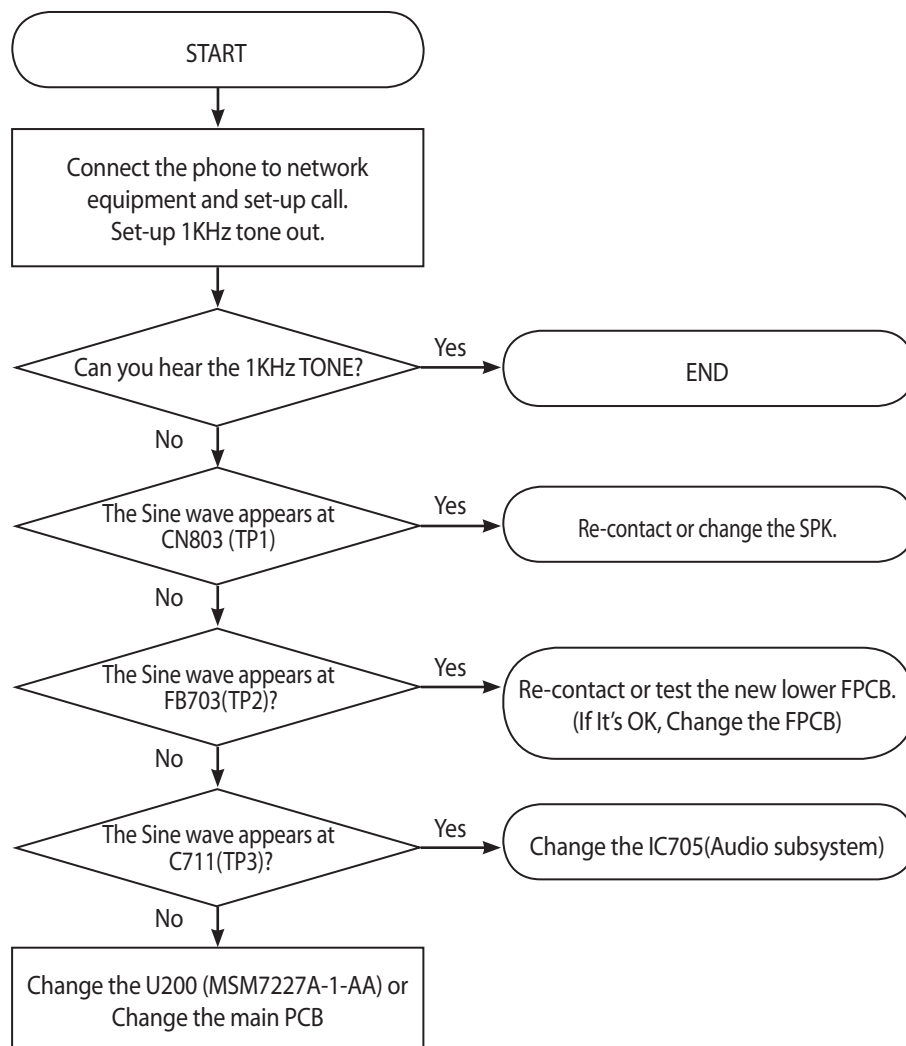 START
Connect the phone to network
equipment and set-up call.
Set-up 1KHz tone out.
Can you hear the 1KHz TONE?
Yes
END
No
The Sine wave appears at
CN803 (TP1)
Yes
Re-contact or change the SPK.
No
The Sine wave appears at
FB703(TP2)?
Yes
Re-contact or test the new lower FPCB.
(If It's OK, Change the FPCB)
No
The Sine wave appears at
C711(TP3)?
Yes
Change the IC705(Audio subsystem)
No
Change the U200 (MSM7227A-1-AA) or
Change the main PCB